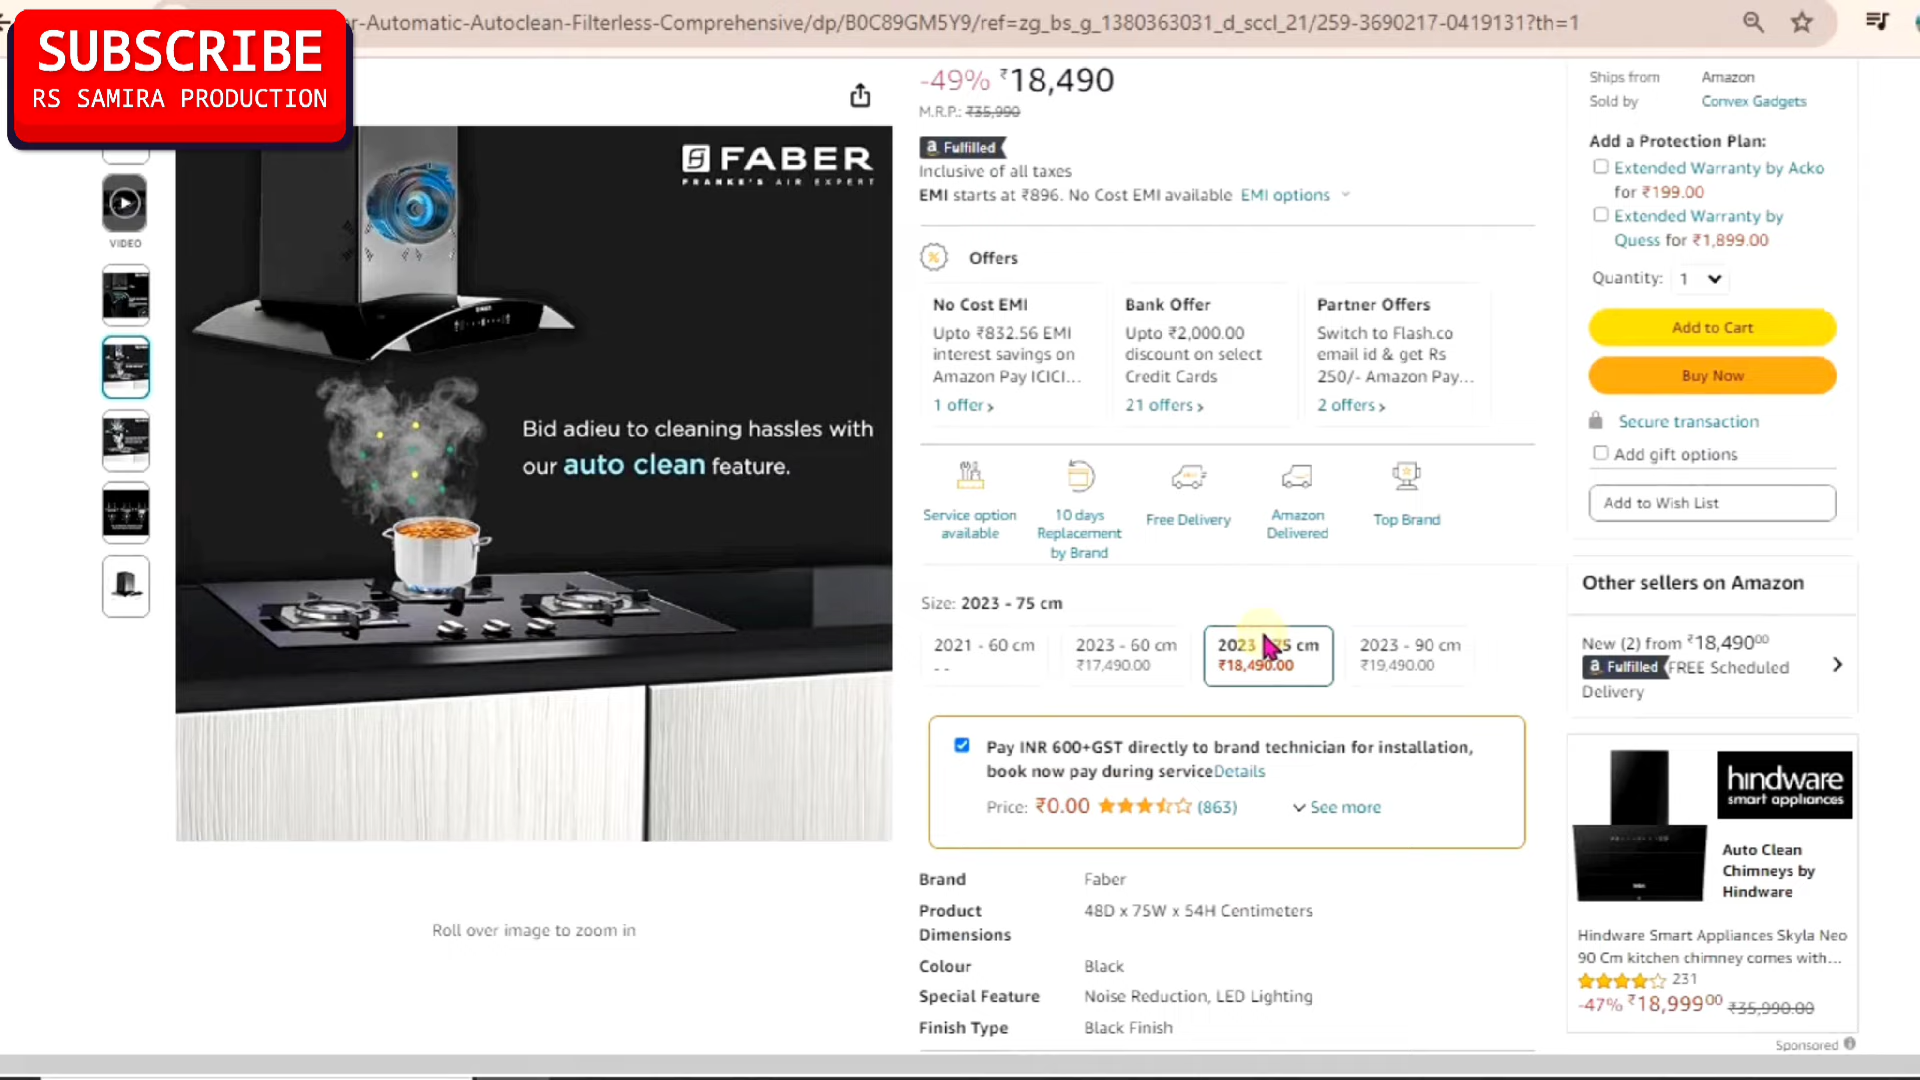 r-Automatic-Autoclean-Filterless-Comprehensive/dp/B0C89GM5Y9/ref=zg_bs_g_1380363031_d_sccl_21/259-3690217-0419131?th=1
SUBSCRIBE
RS SAMIRA PRODUCTION
VIDEO
FABER
FRANKE'S AIR EXPERT
Bid adieu to cleaning hassles with
our auto clean feature.
Roll over image to zoom in
-49% ₹18,490
M.R.P.: ₹35,990
a Fulfilled
Inclusive of all taxes
EMI starts at ₹896. No Cost EMI available EMI options
Offers
No Cost EMI
Upto ₹832.56 EMI
interest savings on
Amazon Pay ICICI...
1 offer
Bank Offer
Upto ₹2,000.00
discount on select
Credit Cards
21 offers
Partner Offers
Switch to Flash.co
email id & get Rs
250/- Amazon Pay...
2 offers
Service option
available
10 days
Replacement
by Brand
Free Delivery
Amazon
Delivered
Top Brand
Size: 2023 - 75 cm
2021 - 60 cm
--
2023 - 60 cm
₹17,490.00
2023 75 cm
₹18,490.00
2023 - 90 cm
₹19,490.00
Pay INR 600+GST directly to brand technician for installation,
book now pay during serviceDetails
Price: ₹0.00 (863) See more
Brand Faber
Product 48D x 75W x 54H Centimeters
Dimensions
Colour Black
Special Feature Noise Reduction, LED Lighting
Finish Type Black Finish
Ships from Amazon
Sold by Convex Gadgets
Add a Protection Plan:
Extended Warranty by Acko
for ₹199.00
Extended Warranty by
Quess for ₹1,899.00
Quantity: 1
Add to Cart
Buy Now
Secure transaction
Add gift options
Add to Wish List
Other sellers on Amazon
New (2) from ₹18,490.00
a Fulfilled FREE Scheduled
Delivery
hindware
smart appliances
Auto Clean
Chimneys by
Hindware
Hindware Smart Appliances Skyla Neo
90 Cm kitchen chimney comes with...
231
-47% ₹18,999.00 ₹35,990.00
Sponsored